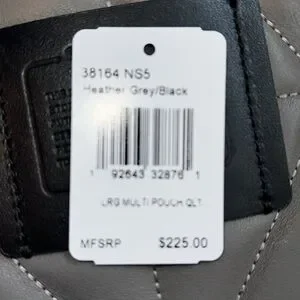 38164 NS5
Heather Grey/Black
1 92643 32876 1
LRG MULTI POUCH QLT
MFSRP $225.00